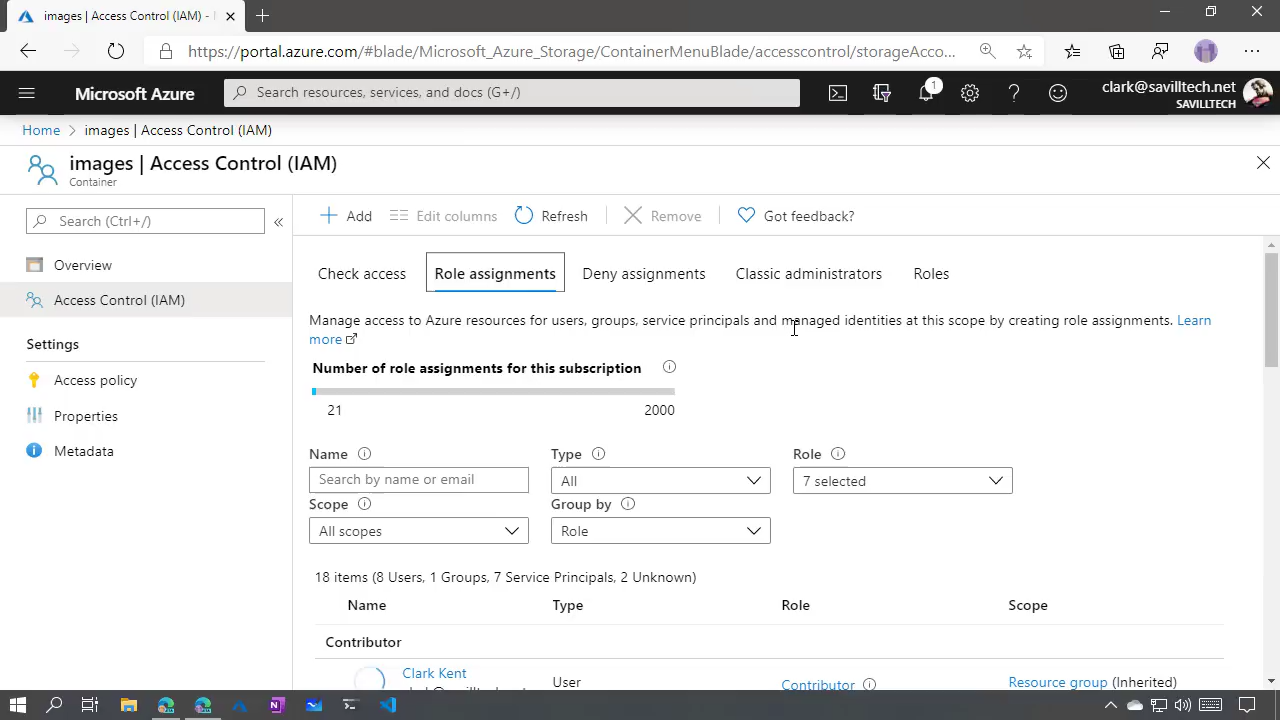 images | Access Control (IAM) -
https://portal.azure.com/#blade/Microsoft_Azure_Storage/ContainerMenuBlade/accesscontrol/storageAcco...
Microsoft Azure
Search resources, services, and docs (G+/)
1
clark@savilltech.net
SAVILLTECH
Home > images | Access Control (IAM)
images | Access Control (IAM)
Container
Search (Ctrl+/)
Overview
Access Control (IAM)
Settings
Access policy
Properties
Metadata
Add
Edit columns
Refresh
Remove
Got feedback?
Check access
Role assignments
Deny assignments
Classic administrators
Roles
Manage access to Azure resources for users, groups, service principals and managed identities at this scope by creating role assignments. Learn
more
Number of role assignments for this subscription
21
2000
Name
Search by name or email
Type
All
Role
7 selected
Scope
All scopes
Group by
Role
18 items (8 Users, 1 Groups, 7 Service Principals, 2 Unknown)
Name Type Role Scope
Contributor
Clark Kent
User
Contributor
Resource group (Inherited)